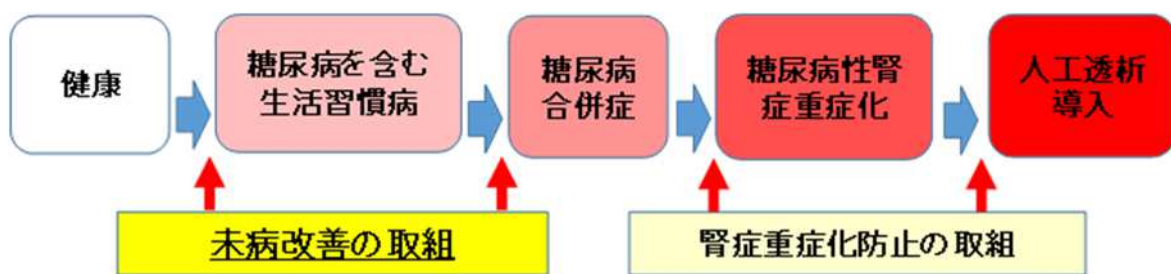 健康
糖尿病を含む
生活習慣病
糖尿病
合併症
糖尿病性腎
症重症化
人工透析
導入
未病改善の取組
腎症重症化防止の取組